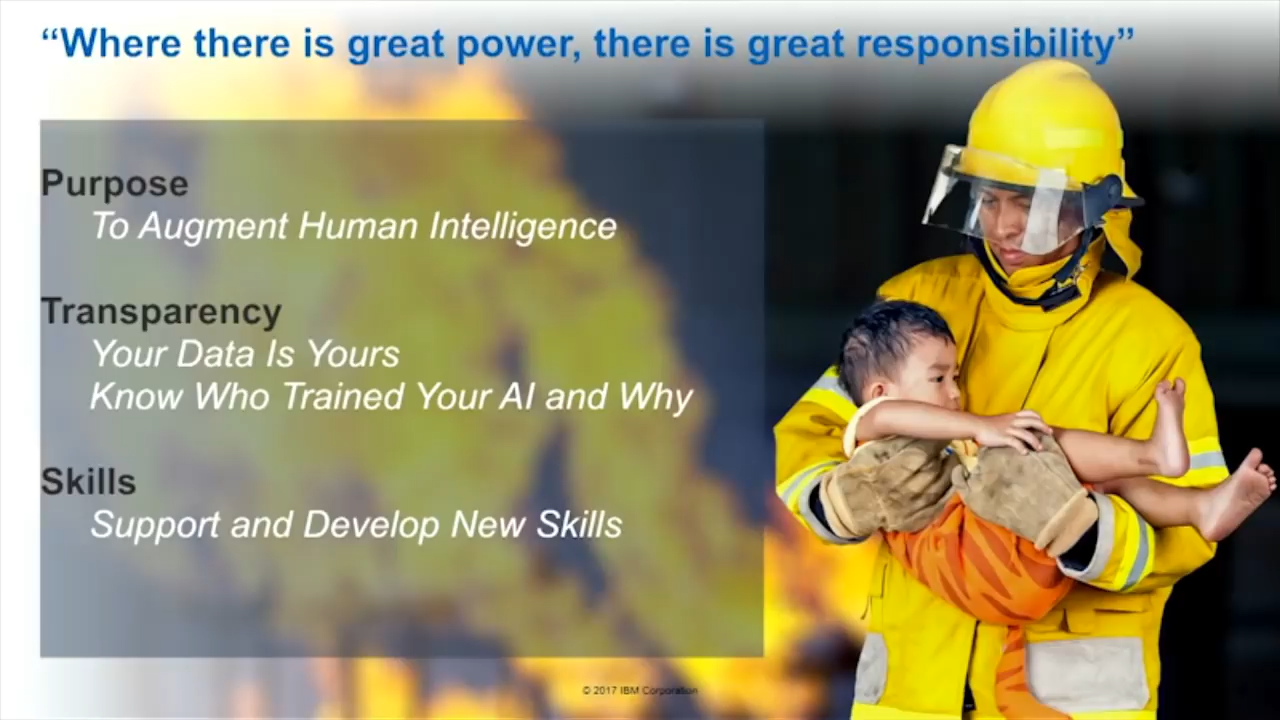 “Where there is great power, there is great responsibility”
Purpose
To Augment Human Intelligence
Transparency
Your Data Is Yours
Know Who Trained Your AI and Why
Skills
Support and Develop New Skills
© 2017 IBM Corporation